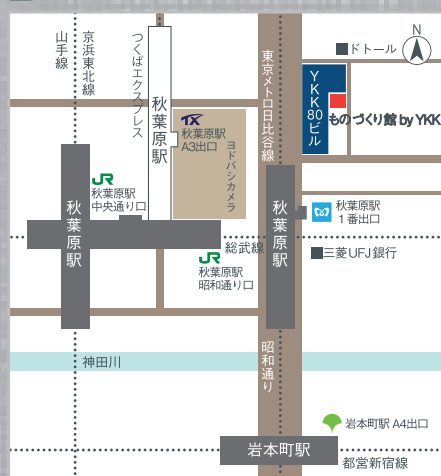 N
山手線
京浜東北線
つくばエクスプレス
秋葉原駅
東京メトロ日比谷線
ドトール
YKK80ビル
ものづくり館 by YKK
TX
秋葉原駅
A3出口
ヨドバシカメラ
JR
秋葉原駅
中央通り口
秋葉原駅
秋葉原駅
秋葉原駅
1番出口
総武線
JR
秋葉原駅
昭和通り口
三菱UFJ銀行
昭和通り
神田川
岩本町駅 A4出口
岩本町駅
都営新宿線